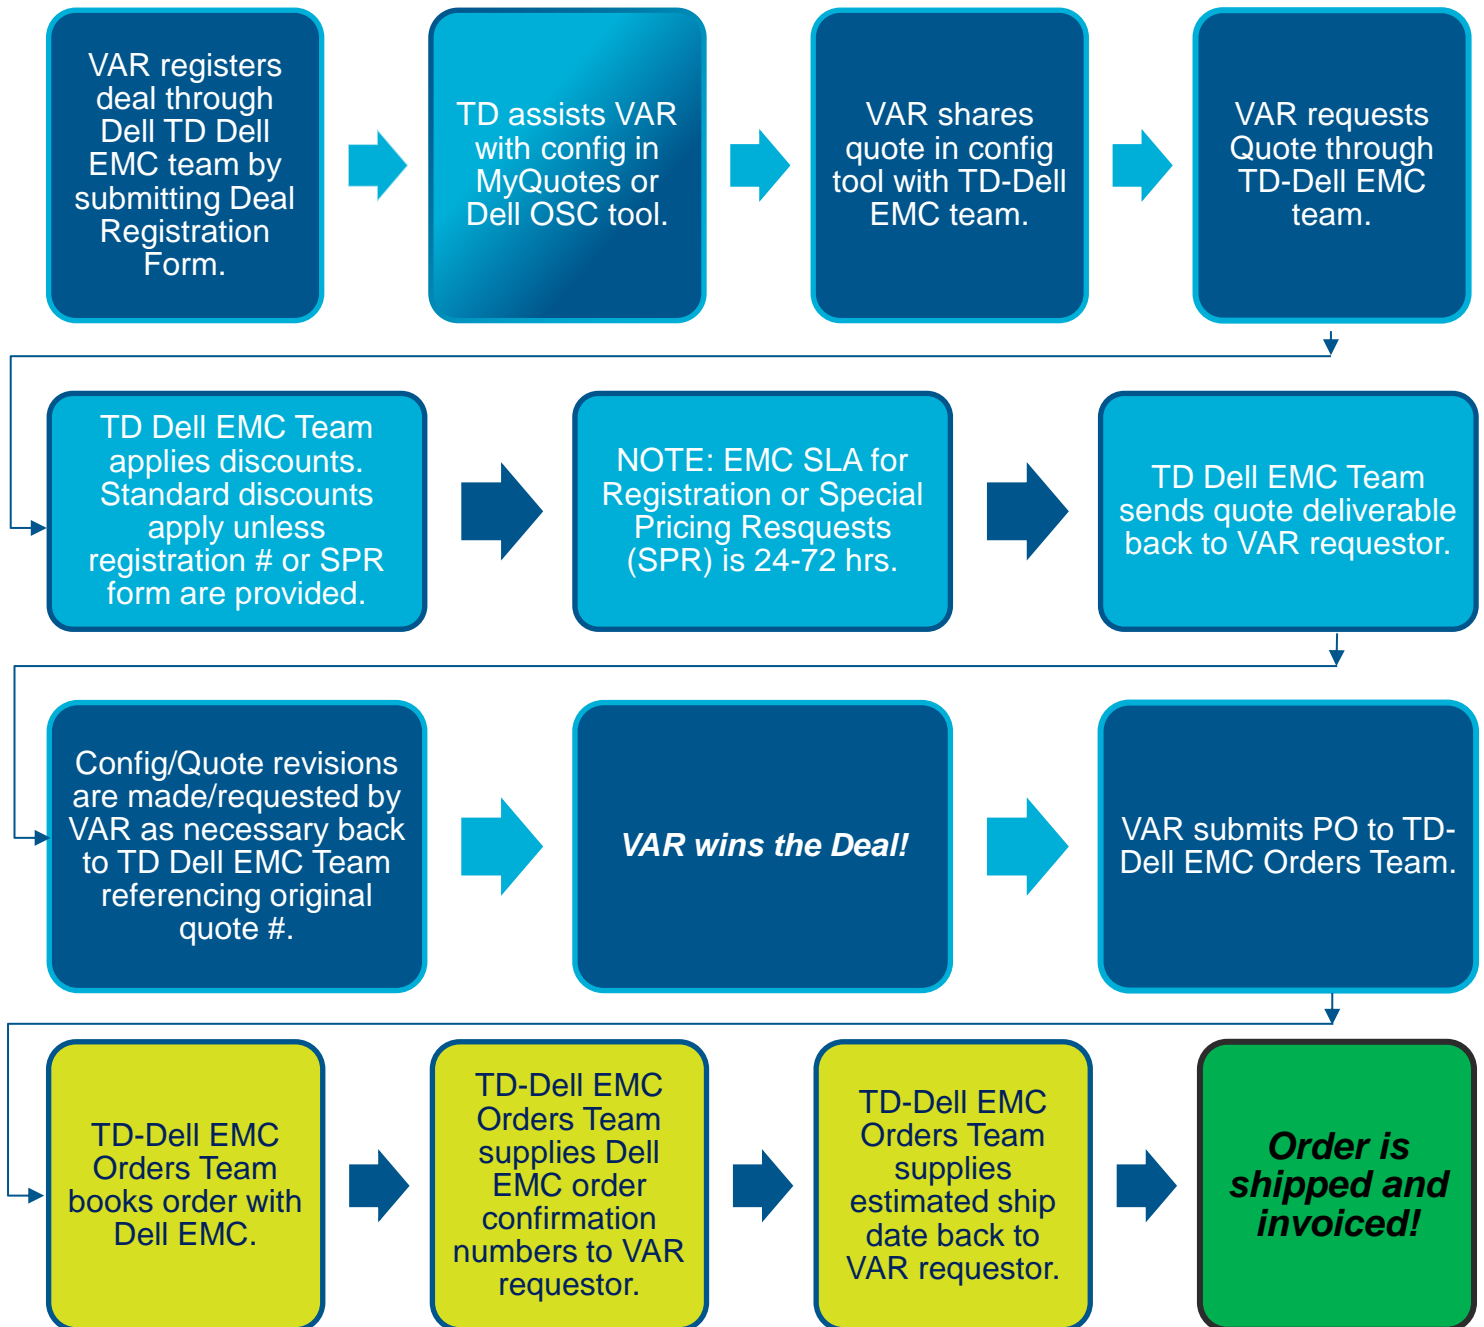 VAR registers
deal through
Dell TD Dell
EMC team by
submitting Deal
Registration
Form.
TD assists VAR
with config in
MyQuotes or
Dell OSC tool.
VAR shares
quote in config
tool with TD-Dell
EMC team.
VAR requests
Quote through
TD-Dell EMC
team.
TD Dell EMC Team
applies discounts.
Standard discounts
apply unless
registration # or SPR
form are provided.
NOTE: EMC SLA for
Registration or Special
Pricing Resquests
(SPR) is 24-72 hrs.
TD Dell EMC Team
sends quote deliverable
back to VAR requestor.
Config/Quote revisions
are made/requested by
VAR as necessary back
to TD Dell EMC Team
referencing original
quote #.
VAR wins the Deal!
VAR submits PO to TD-
Dell EMC Orders Team.
TD-Dell EMC
Orders Team
books order with
Dell EMC.
TD-Dell EMC
Orders Team
supplies Dell
EMC order
confirmation
numbers to VAR
requestor.
TD-Dell EMC
Orders Team
supplies
estimated ship
date back to
VAR requestor.
Order is
shipped and
invoiced!